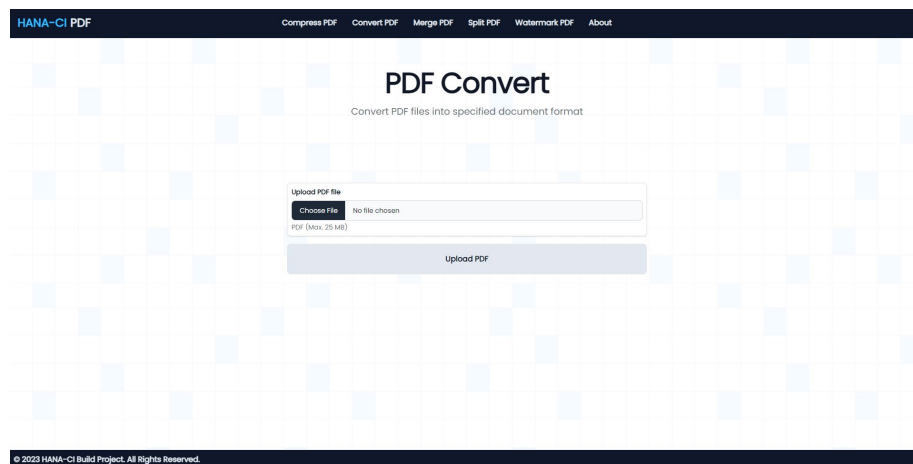 HANA-CI PDF Compress PDF Convert PDF Merge PDF Split PDF Watermark PDF About
PDF Convert
Convert PDF files into specified document format
Upload PDF file
Choose File No file chosen
PDF (Max. 25 MB)
Upload PDF
© 2023 HANA-CI Build Project. All Rights Reserved.